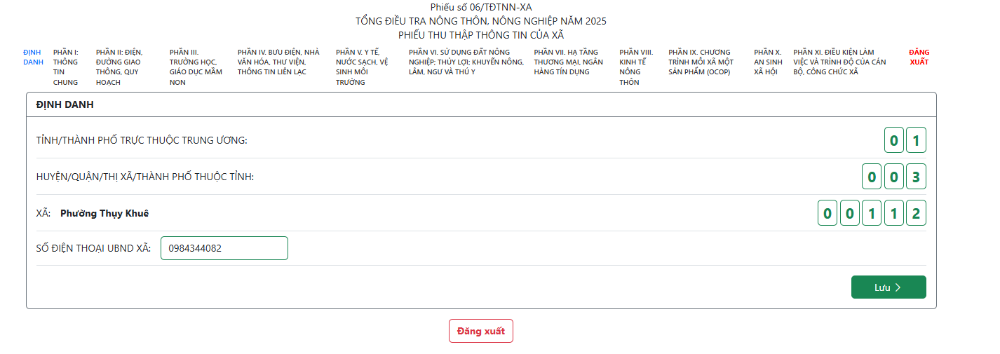 Phiếu số 06/TĐTNN-XA
TỔNG ĐIỀU TRA NÔNG THÔN, NÔNG NGHIỆP NĂM 2025
PHIẾU THU THẬP THÔNG TIN CỦA XÃ
ĐỊNH
DANH
PHẦN I:
THÔNG
TIN
CHUNG
PHẦN II: ĐIỆN,
ĐƯỜNG GIAO
THÔNG, QUY
HOẠCH
PHẦN III.
TRƯỜNG HỌC,
GIÁO DỤC MẦM
NON
PHẦN IV. BƯU ĐIỆN, NHÀ
VĂN HÓA, THƯ VIỆN,
THÔNG TIN LIÊN LẠC
PHẦN V. Y TẾ,
NƯỚC SẠCH, VỆ
SINH MÔI
TRƯỜNG
PHẦN VI. SỬ DỤNG ĐẤT NÔNG
NGHIỆP; THỦY LỢI; KHUYẾN NÔNG,
LÂM, NGƯ VÀ THÚ Y
PHẦN VII. HẠ TẦNG
THƯƠNG MẠI, NGÂN
HÀNG TÍN DỤNG
PHẦN VIII.
KINH TẾ
NÔNG
THÔN
PHẦN IX. CHƯƠNG
TRÌNH MỖI XÃ MỘT
SẢN PHẨM (OCOP)
PHẦN X.
AN SINH
XÃ HỘI
PHẦN XI. ĐIỀU KIỆN LÀM
VIỆC VÀ TRÌNH ĐỘ CỦA CÁN
BỘ, CÔNG CHỨC XÃ
ĐĂNG
XUẤT
ĐỊNH DANH
TỈNH/THÀNH PHỐ TRỰC THUỘC TRUNG ƯƠNG: 0 1
HUYỆN/QUẬN/THỊ XÃ/THÀNH PHỐ THUỘC TỈNH: 0 0 3
XÃ: Phường Thụy Khuê 0 0 1 1 2
SỐ ĐIỆN THOẠI UBND XÃ: 0984344082
Lưu
Đăng xuất